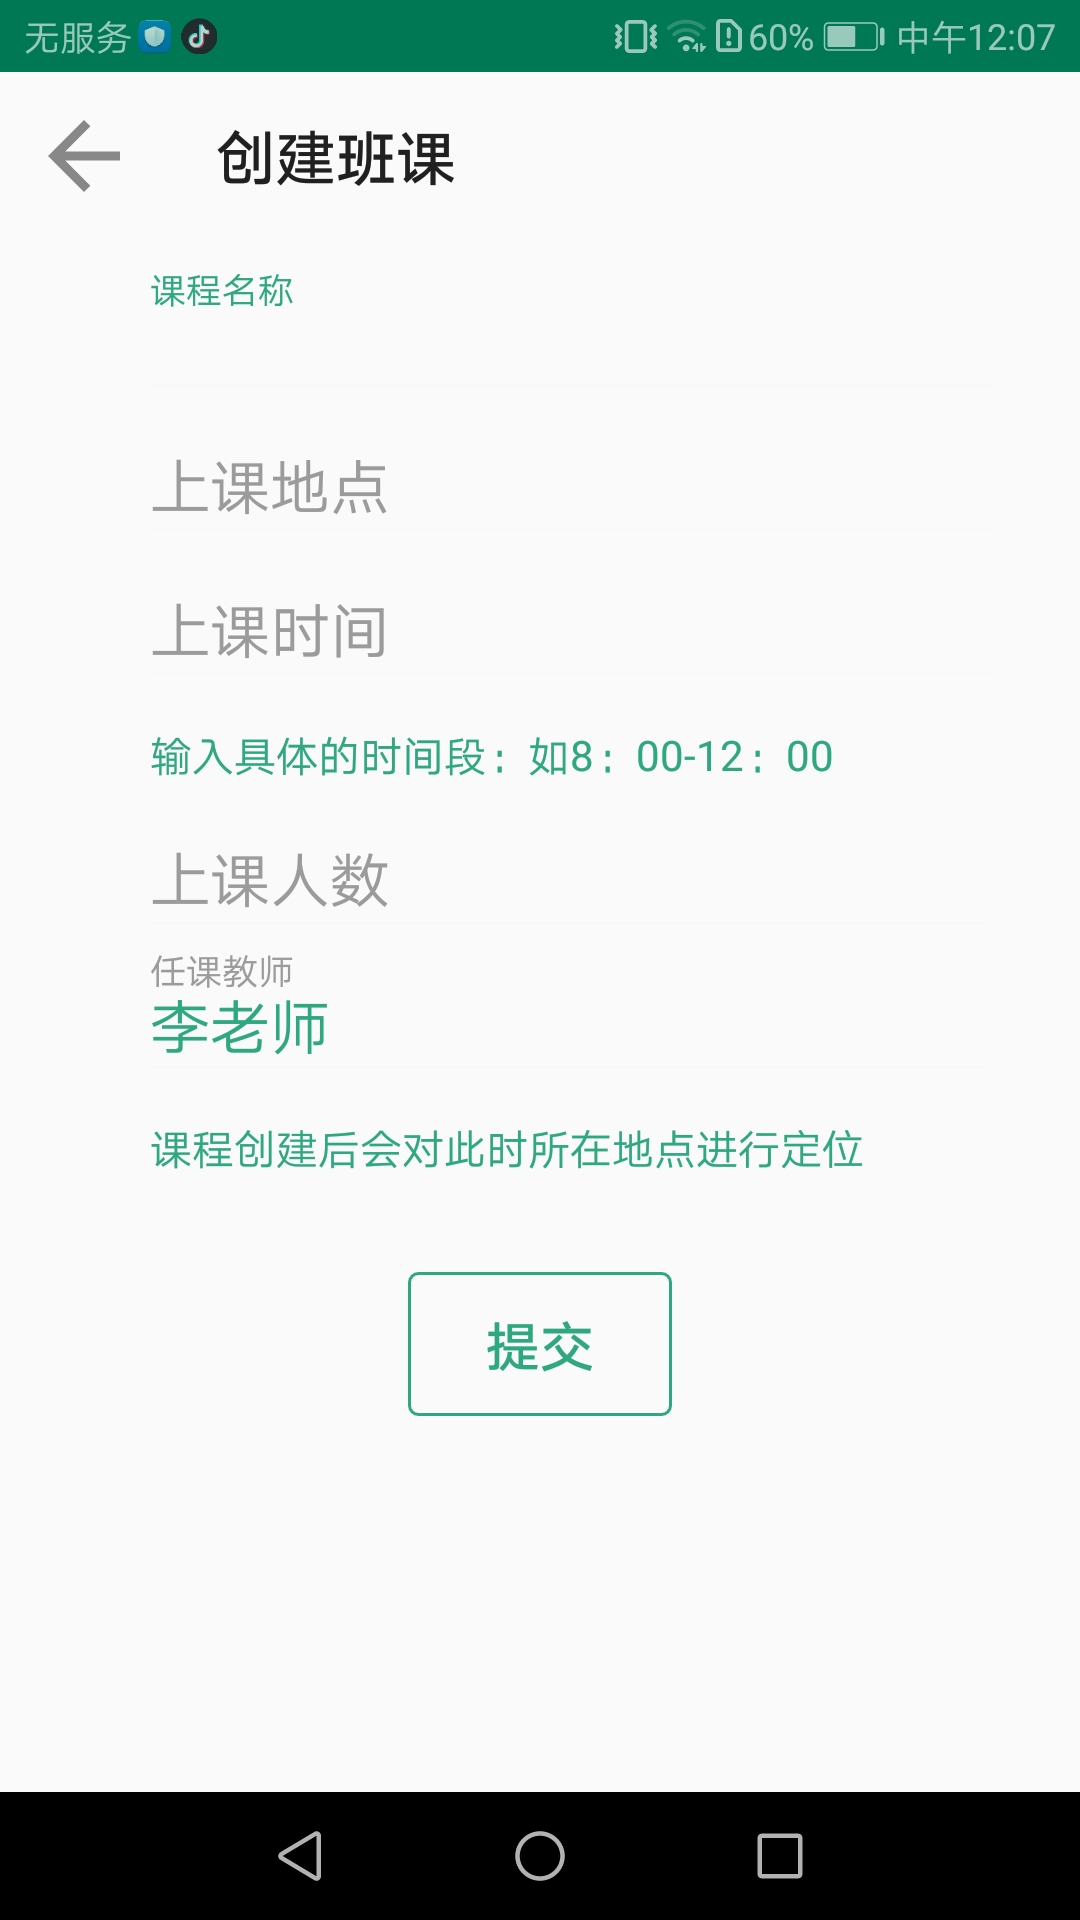 无服务 60% 中午12:07
创建班课
课程名称
上课地点
上课时间
输入具体的时间段：如8：00-12：00
上课人数
任课教师
李老师
课程创建后会对此时所在地点进行定位
提交